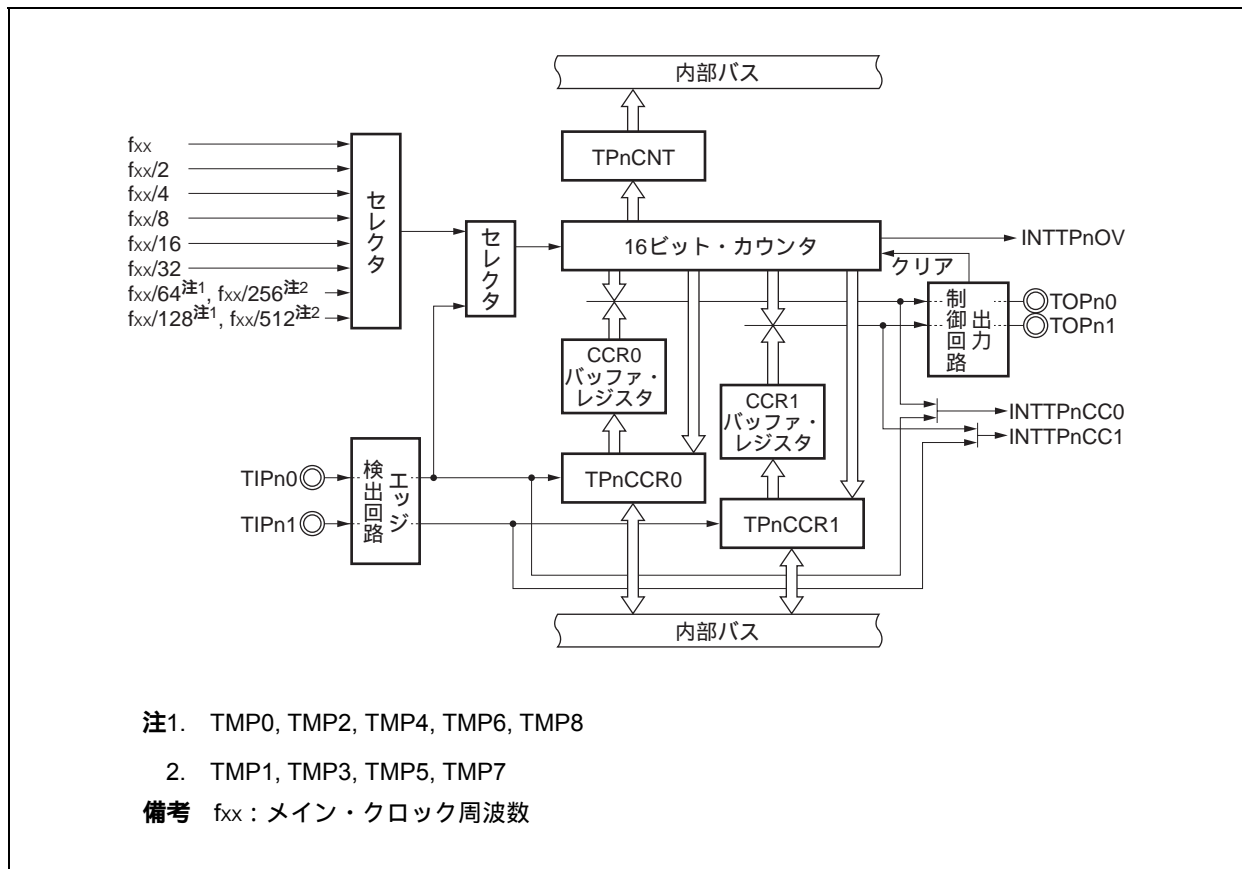 内部バス
TPnCNT
fxx
fxx/2
fxx/4
fxx/8
fxx/16
fxx/32
fxx/64注1, fxx/256注2
fxx/128注1, fxx/512注2
セレクタ
セレクタ
16ビット・カウンタ
INTTPnOV
クリア
出力
制御回路
TOPn0
TOPn1
CCR0
バッファ・
レジスタ
CCR1
バッファ・
レジスタ
INTTPnCC0
INTTPnCC1
TIPn0
TIPn1
エッジ
検出回路
TPnCCR0
TPnCCR1
内部バス
注1. TMP0, TMP2, TMP4, TMP6, TMP8
2. TMP1, TMP3, TMP5, TMP7
備考 fxx：メイン・クロック周波数